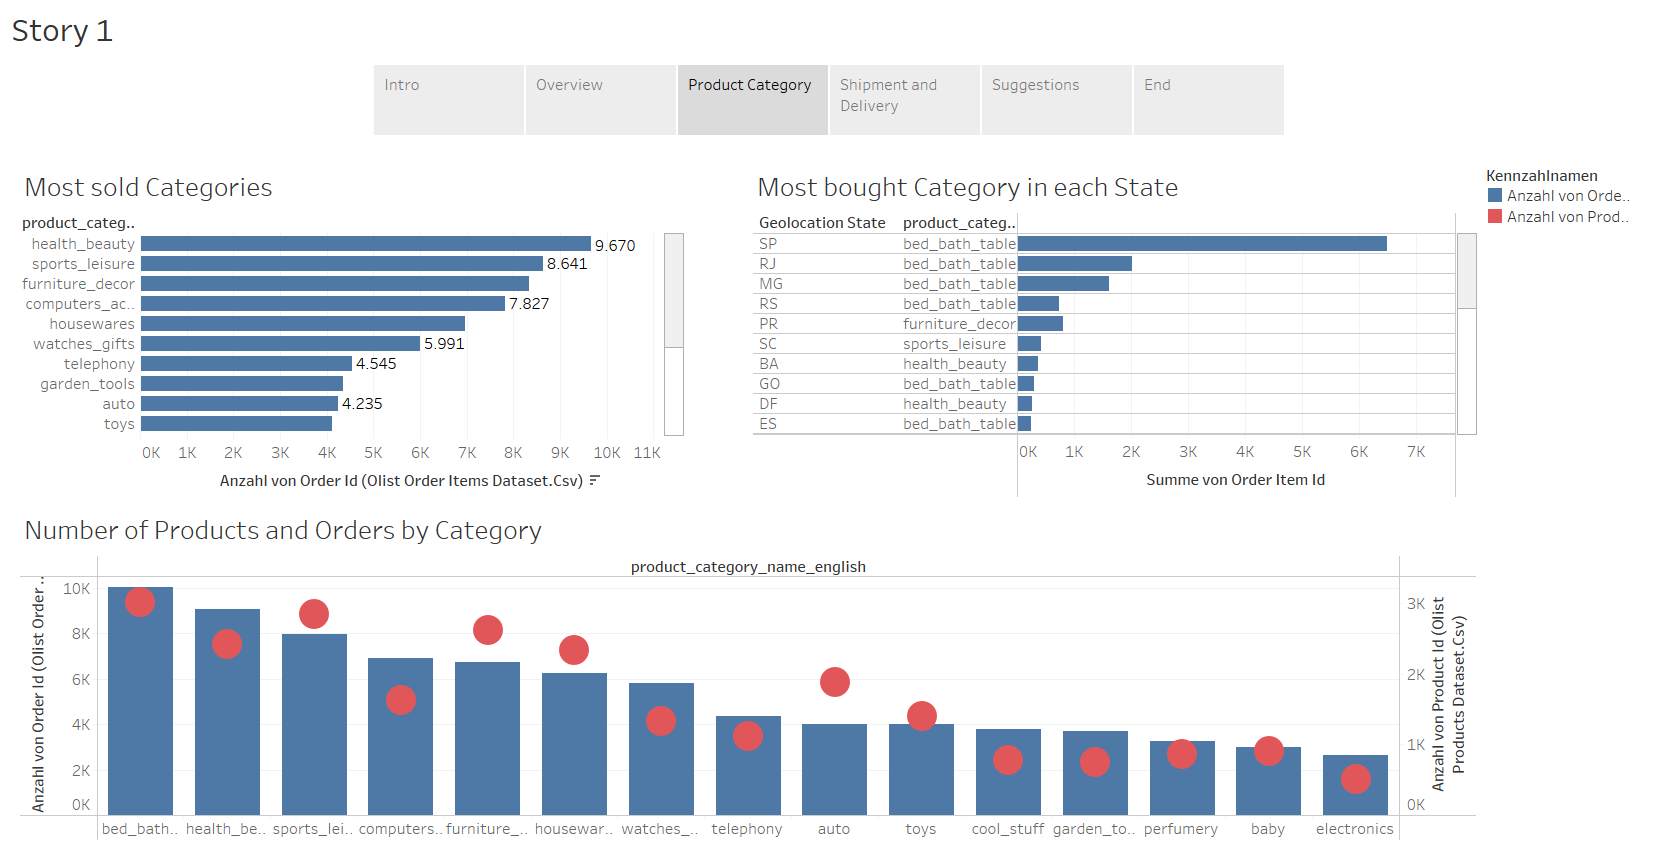 Story 1
Intro
Overview
Product Category
Shipment and
Delivery
Suggestions
End
Most sold Categories
product_categ..
health_beauty
9.670
sports_leisure
8.641
furniture_decor
computers_ac..
7.827
housewares
watches_gifts
5.991
telephony
4.545
garden_tools
auto
4.235
toys
0K 1K 2K 3K 4K 5K 6K 7K 8K 9K 10K 11K
Anzahl von Order Id (Olist Order Items Dataset.Csv)
Most bought Category in each State
Geolocation State product_categ..
SP bed_bath_table
RJ bed_bath_table
MG bed_bath_table
RS bed_bath_table
PR furniture_decor
SC sports_leisure
BA health_beauty
GO bed_bath_table
DF health_beauty
ES bed_bath_table
0K 1K 2K 3K 4K 5K 6K 7K
Summe von Order Item Id
Kennzahlnamen
Anzahl von Orde..
Anzahl von Prod..
Number of Products and Orders by Category
product_category_name_english
Anzahl von Order Id (Olist Order ..
10K
8K
6K
4K
2K
0K
3K
2K
1K
0K
Anzahl von Product Id (Olist
Products Dataset.Csv)
bed_bath.. health_be.. sports_lei.. computers.. furniture_.. housewar.. watches_.. telephony auto toys cool_stuff garden_to.. perfumery baby electronics